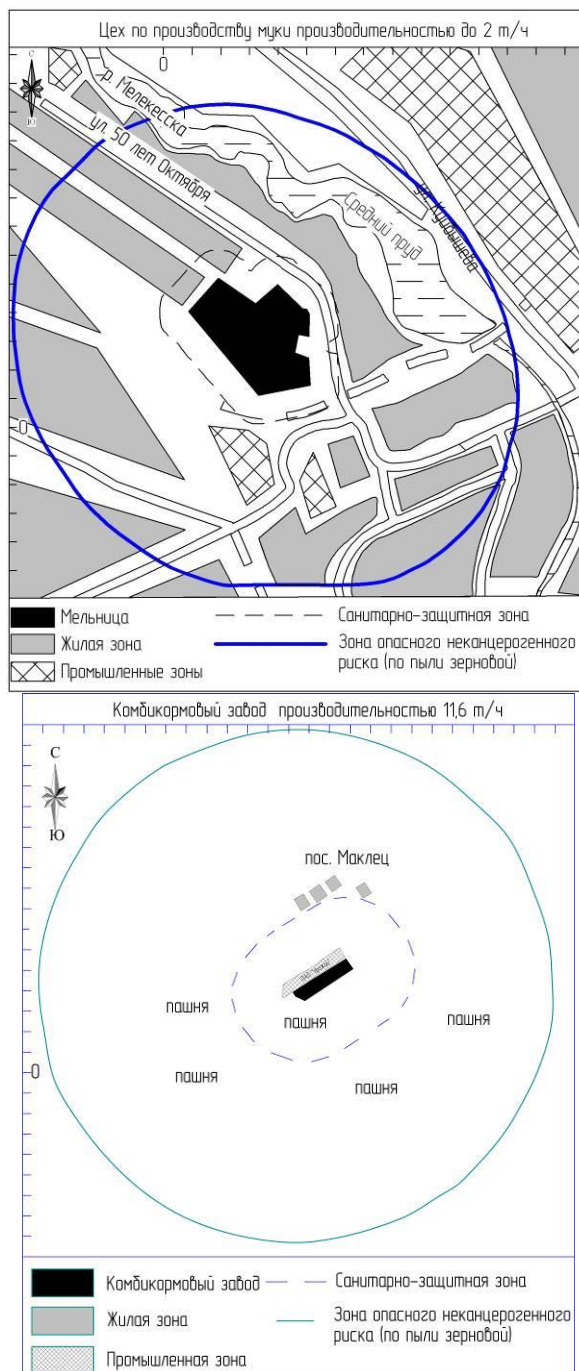 Цех по производству муки производительностью до 2 т/ч
0
С
Ю
р. Мелекесска
ул. 50 лет Октября
Средний пруд
ул. Куйбышева
0
Мельница
Санитарно-защитная зона
Жилая зона
Зона опасного неканцерогенного
риска (по пыли зерновой)
Промышленные зоны
Комбикормовый завод производительностью 11,6 т/ч
С
Ю
пос. Маклец
пашня
пашня
пашня
0
пашня
пашня
Комбикормовый завод
Санитарно-защитная зона
Жилая зона
Зона опасного неканцерогенного
риска (по пыли зерновой)
Промышленная зона